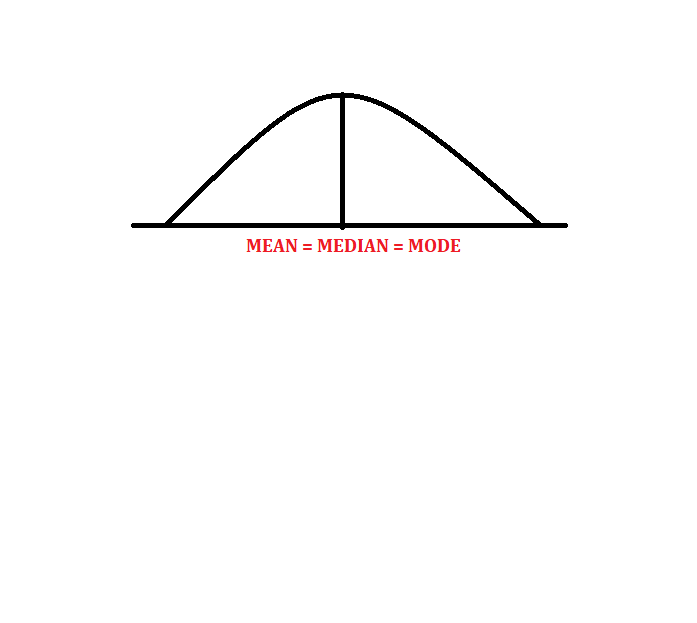 MEAN = MEDIAN = MODE